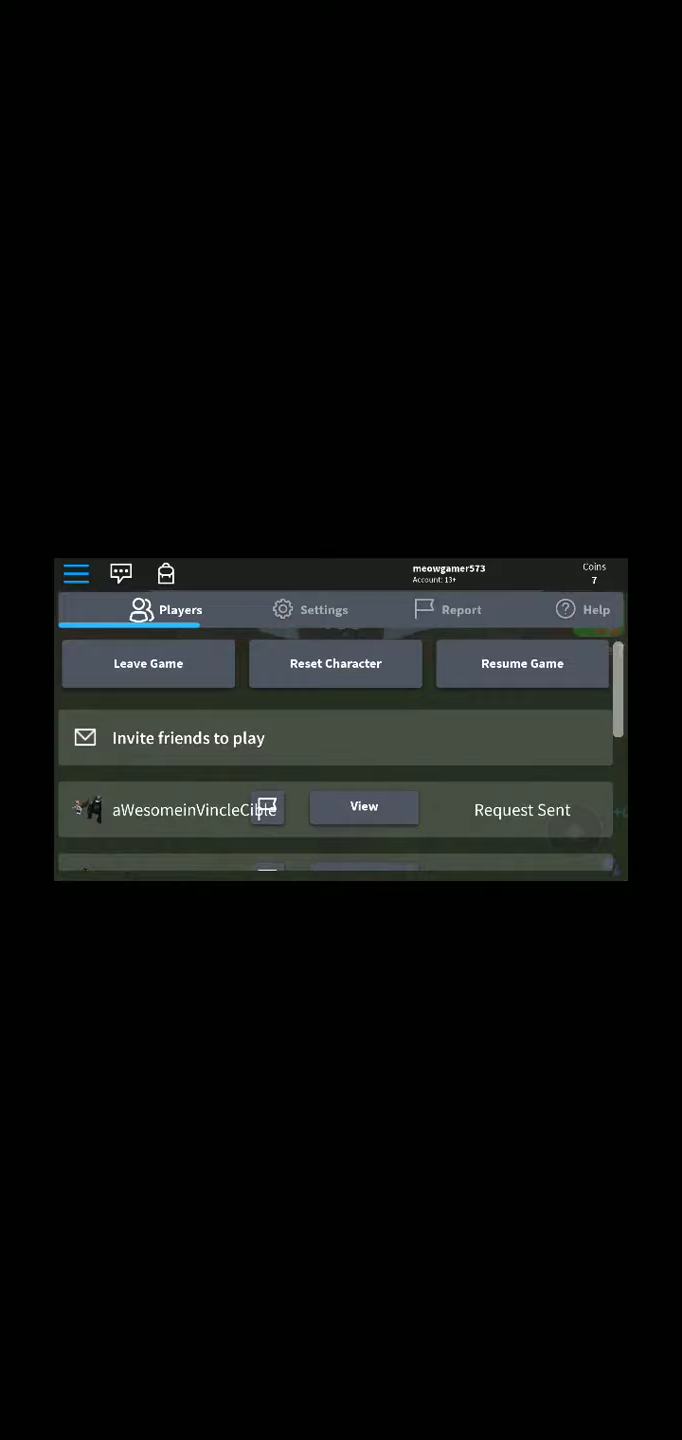 meowgamer573
Account: 13+
Coins
7
Players
Settings
Report
Help
Leave Game
Reset Character
Resume Game
Invite friends to play
aWesomeinVincleCible
View
Request Sent